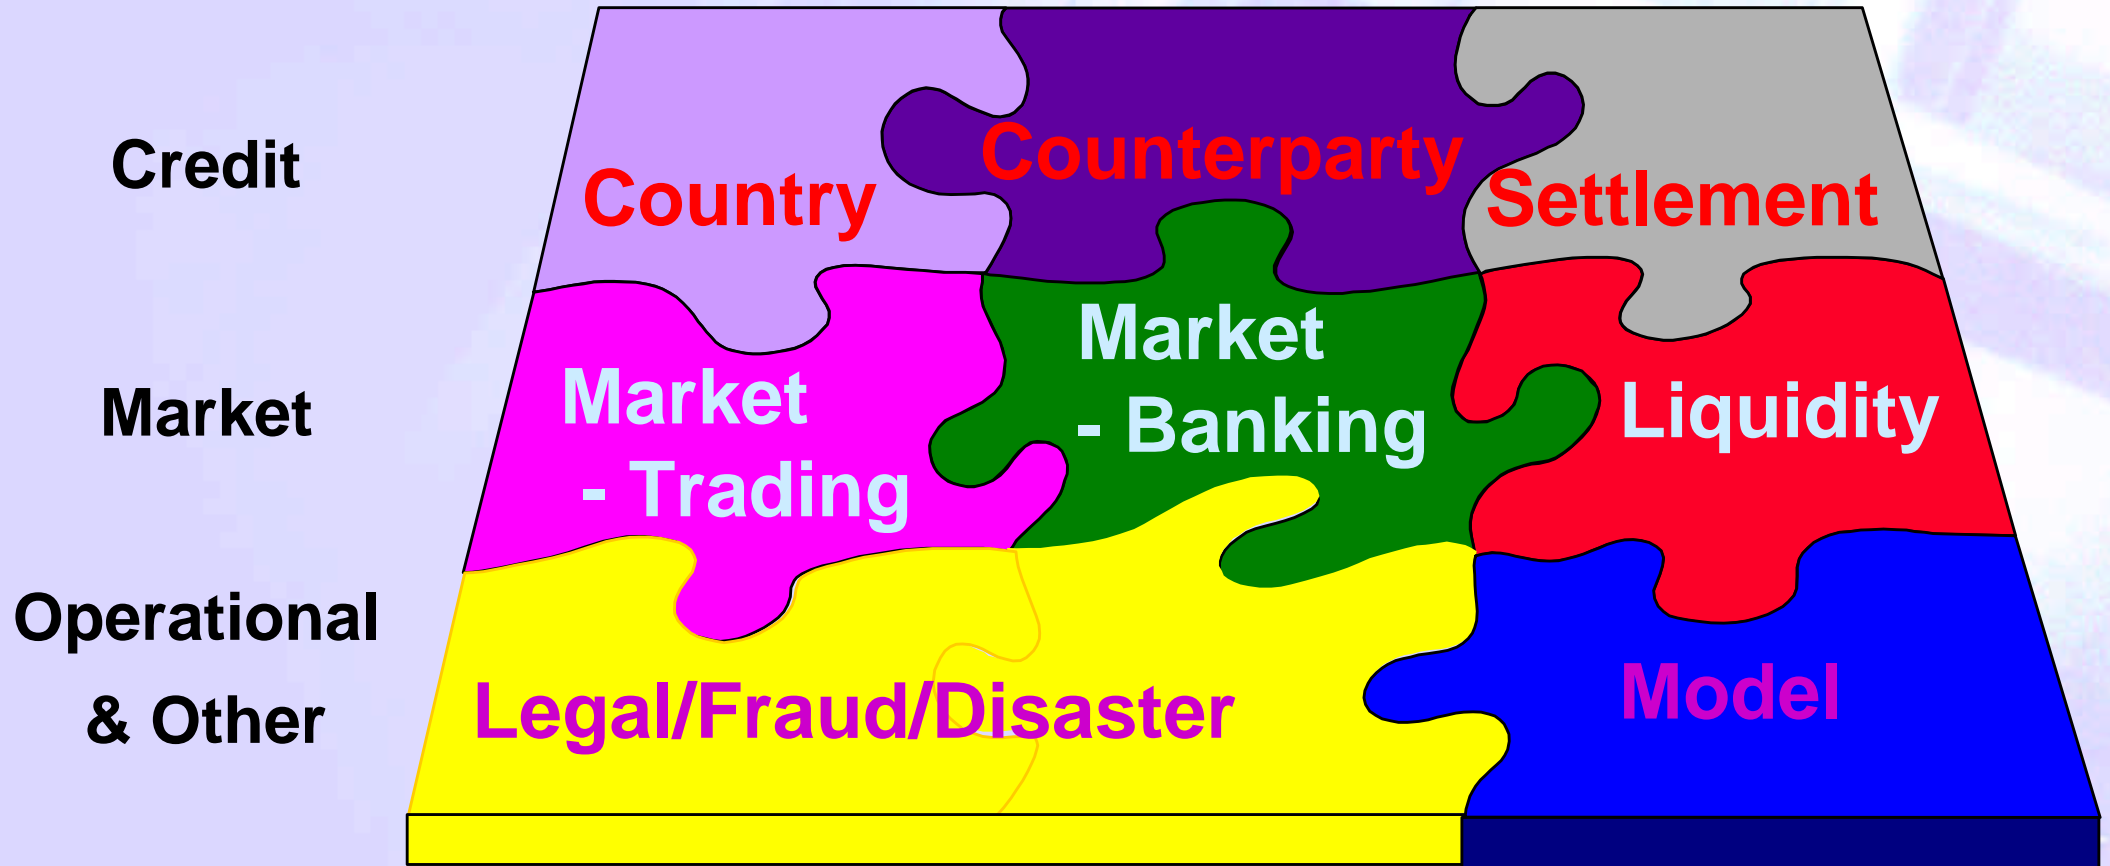 Credit
Country
Counterparty
Settlement
Market
Market
- Trading
Market
- Banking
Liquidity
Operational
& Other
Legal/Fraud/Disaster
Model